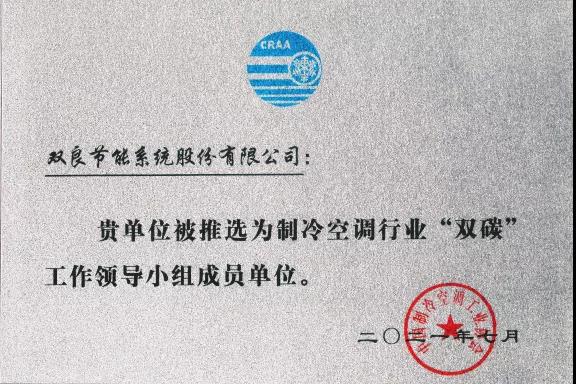 CRAA
双良节能系统股份有限公司：
贵单位被推选为制冷空调行业“双碳”
工作领导小组成员单位。
中国制冷空调工业协会
二〇二一年七月